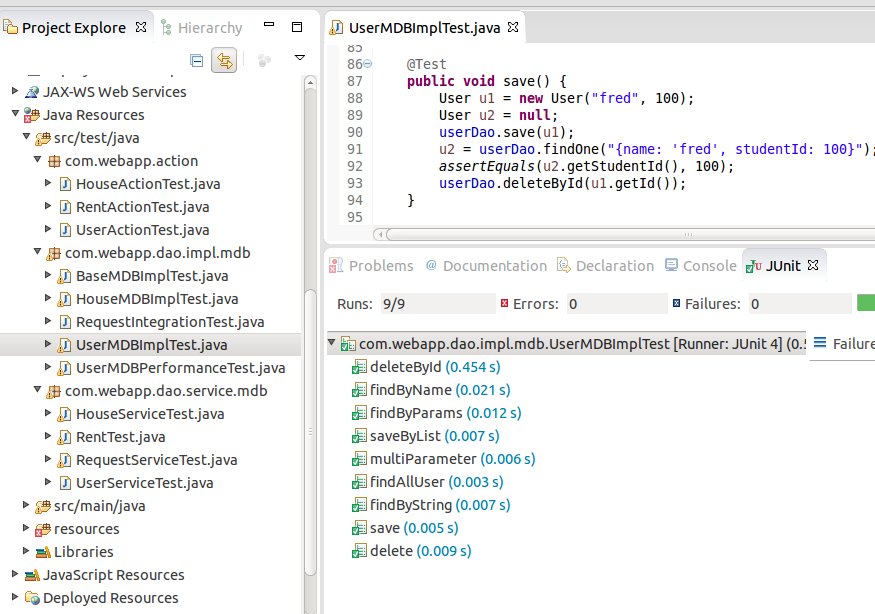 Project Explorer
Hierarchy
JAX-WS Web Services
Java Resources
src/test/java
com.webapp.action
HouseActionTest.java
RentActionTest.java
UserActionTest.java
com.webapp.dao.impl.mdb
BaseMDBImplTest.java
HouseMDBImplTest.java
RequestIntegrationTest.java
UserMDBImplTest.java
UserMDBPerformanceTest.java
com.webapp.dao.service.mdb
HouseServiceTest.java
RentTest.java
RequestServiceTest.java
UserServiceTest.java
src/main/java
resources
Libraries
JavaScript Resources
Deployed Resources
UserMDBImplTest.java
85
86 @Test
87 public void save() {
88 User u1 = new User("fred", 100);
89 User u2 = null;
90 userDao.save(u1);
91 u2 = userDao.findOne("{name: 'fred', studentId: 100}");
92 assertEquals(u2.getStudentId(), 100);
93 userDao.deleteById(u1.getId());
94 }
95
Problems @ Documentation Declaration Console JUnit
Runs: 9/9 Errors: 0 Failures: 0
com.webapp.dao.impl.mdb.UserMDBImplTest [Runner: JUnit 4] (0.5
Failure
deleteById (0.454 s)
findByName (0.021 s)
findByParams (0.012 s)
saveByList (0.007 s)
multiParameter (0.006 s)
findAllUser (0.003 s)
findByString (0.007 s)
save (0.005 s)
delete (0.009 s)